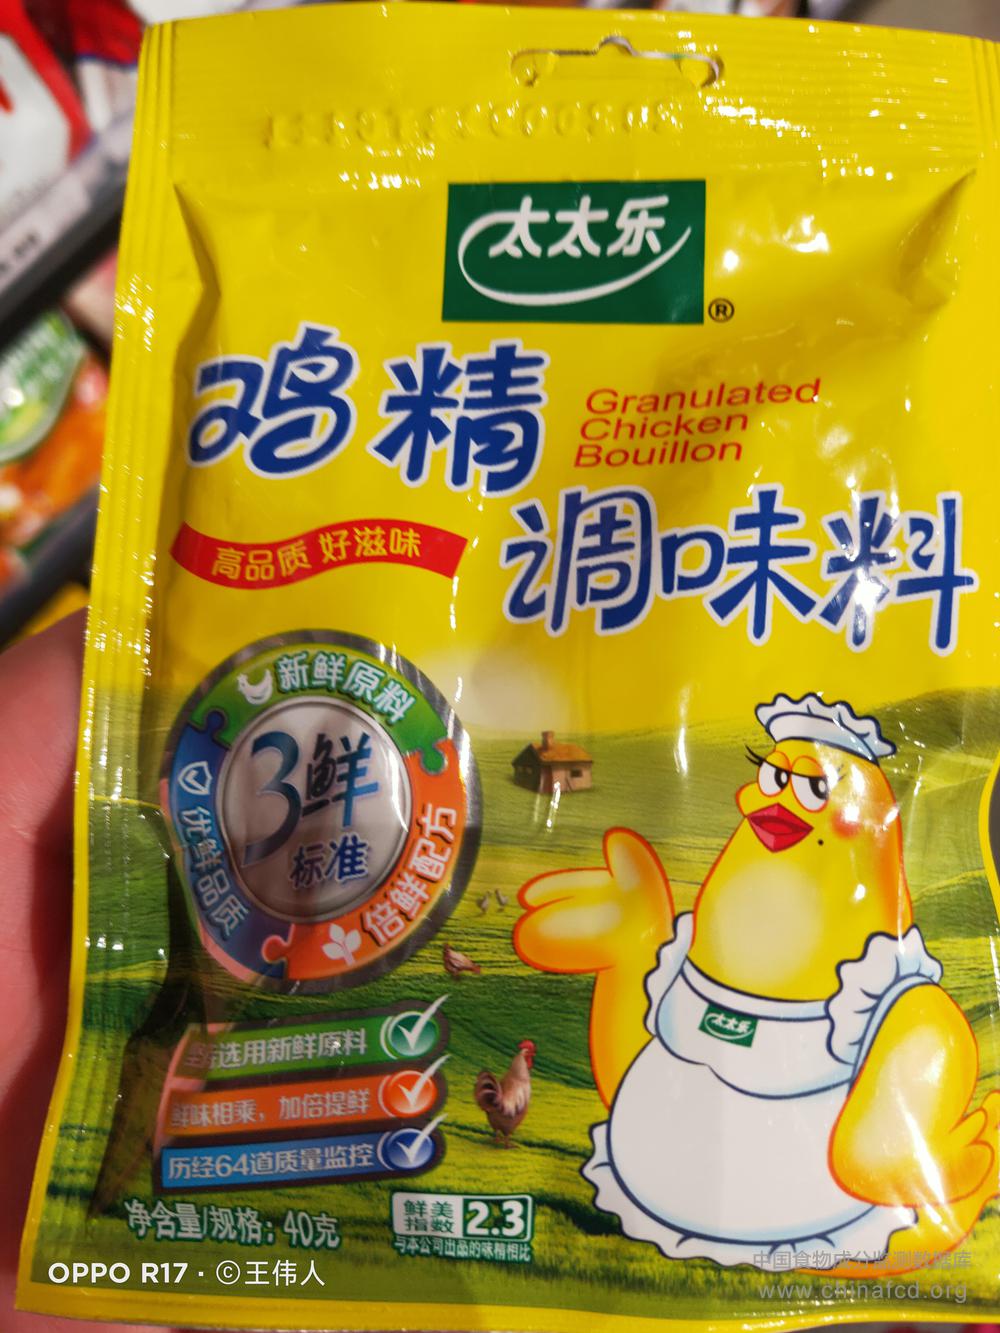 太太乐
®
鸡精
Granulated
Chicken
Bouillon
调味料
高品质 好滋味
新鲜原料
3鲜
标准
优鲜品质
倍鲜配方
太太乐
选用新鲜原料
鲜味相乘，加倍提鲜
历经64道质量监控
净含量/规格：40克
鲜美
指数
2.3
与本公司出品的味精相比
OPPO R17 · ©王伟人
中国食物成分监测数据库
www.chinafcd.org